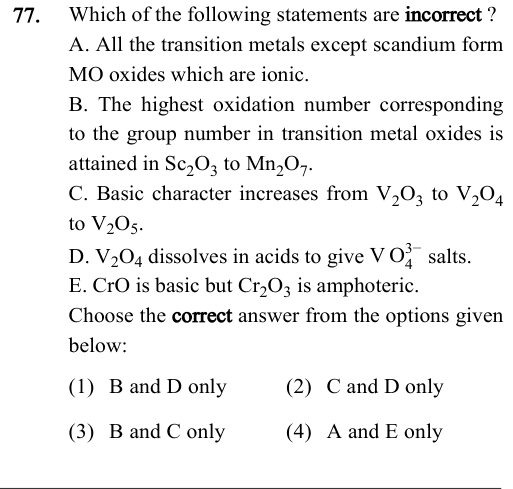 77. Which of the following statements are incorrect ?
A. All the transition metals except scandium form
MO oxides which are ionic.
B. The highest oxidation number corresponding
to the group number in transition metal oxides is
attained in Sc₂O₃ to Mn₂O₇.
C. Basic character increases from V₂O₃ to V₂O₄
to V₂O₅.
D. V₂O₄ dissolves in acids to give V O₄³⁻ salts.
E. CrO is basic but Cr₂O₃ is amphoteric.
Choose the correct answer from the options given
below:
(1) B and D only (2) C and D only
(3) B and C only (4) A and E only